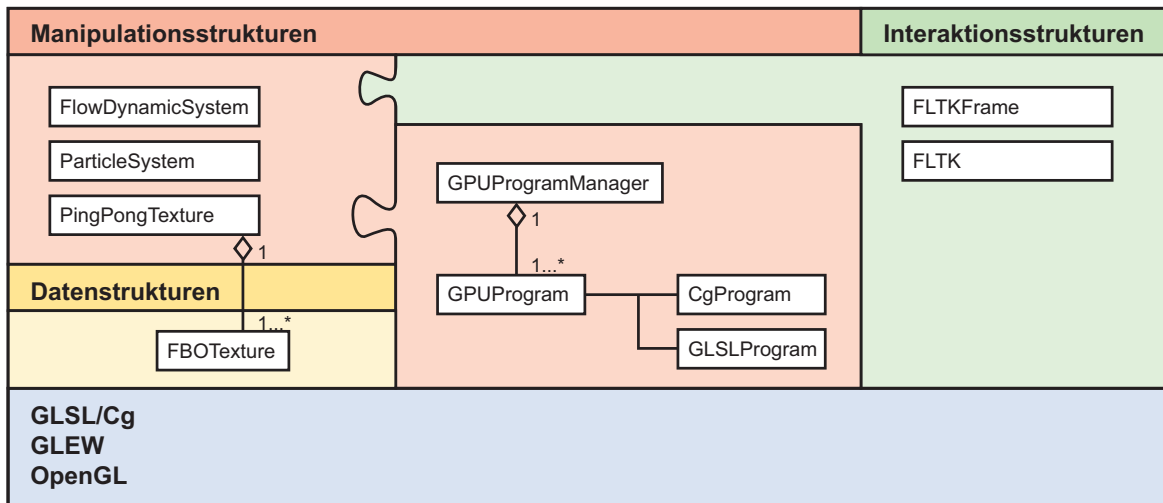 Manipulationsstrukturen
Interaktionsstrukturen
FlowDynamicSystem
ParticleSystem
PingPongTexture
1
Datenstrukturen
1...*
FBOTexture
GPUProgramManager
1
1...*
GPUProgram
CgProgram
GLSLProgram
FLTKFrame
FLTK
GLSL/Cg
GLEW
OpenGL